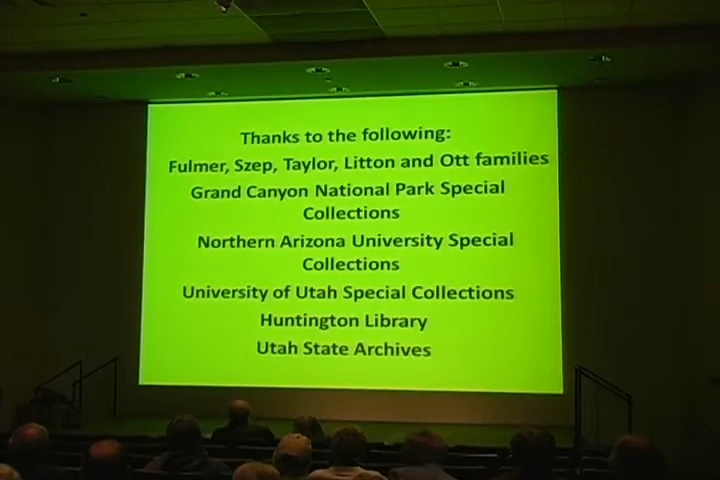 Thanks to the following:
Fulmer, Szep, Taylor, Litton and Ott families
Grand Canyon National Park Special
Collections
Northern Arizona University Special
Collections
University of Utah Special Collections
Huntington Library
Utah State Archives